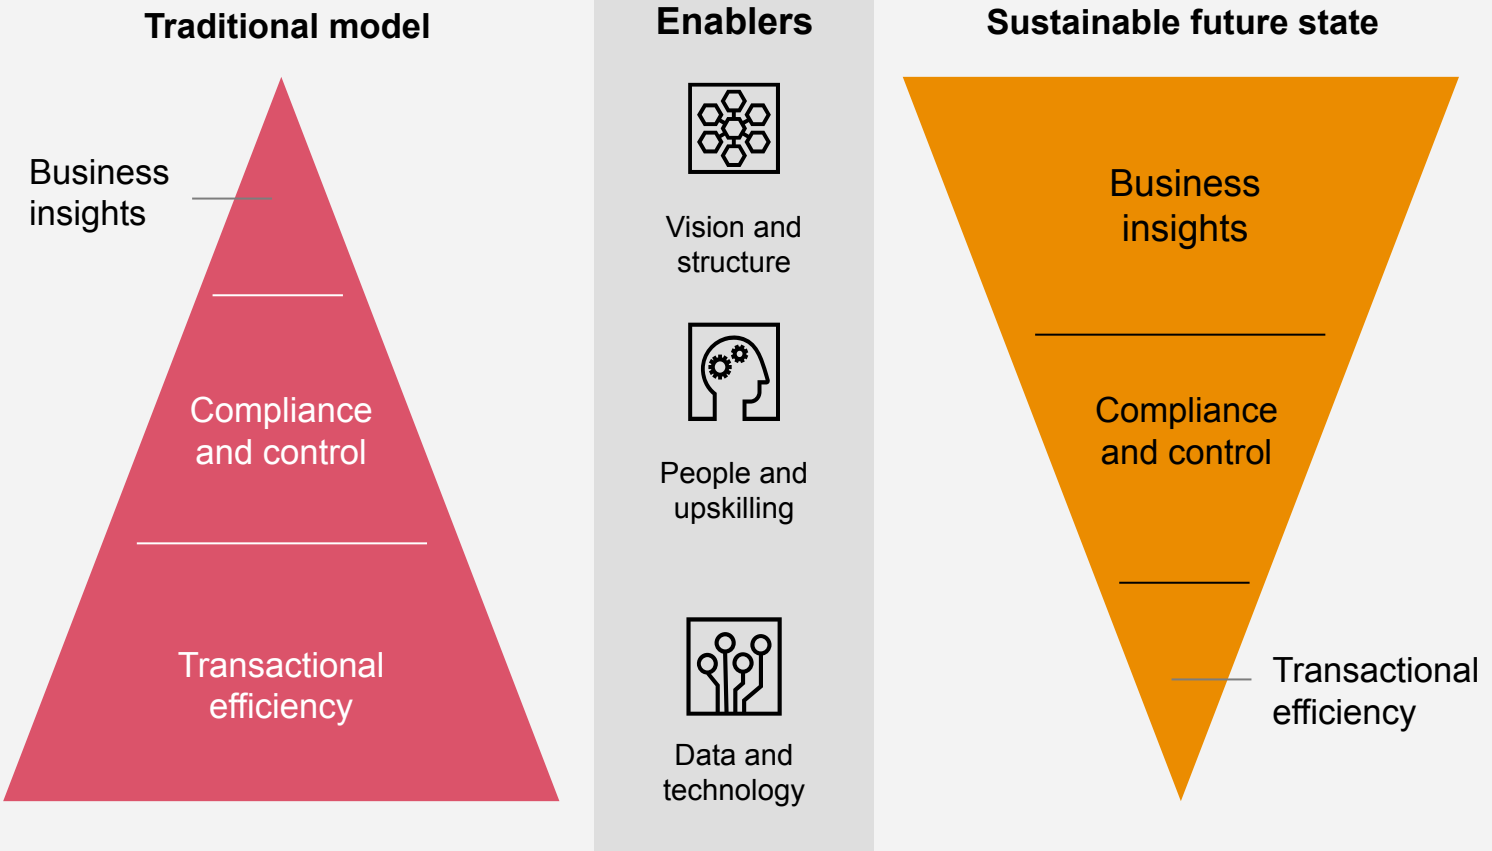 Traditional model
Business
insights
Compliance
and control
Transactional
efficiency
Enablers
Vision and
structure
People and
upskilling
Data and
technology
Sustainable future state
Business
insights
Compliance
and control
Transactional
efficiency